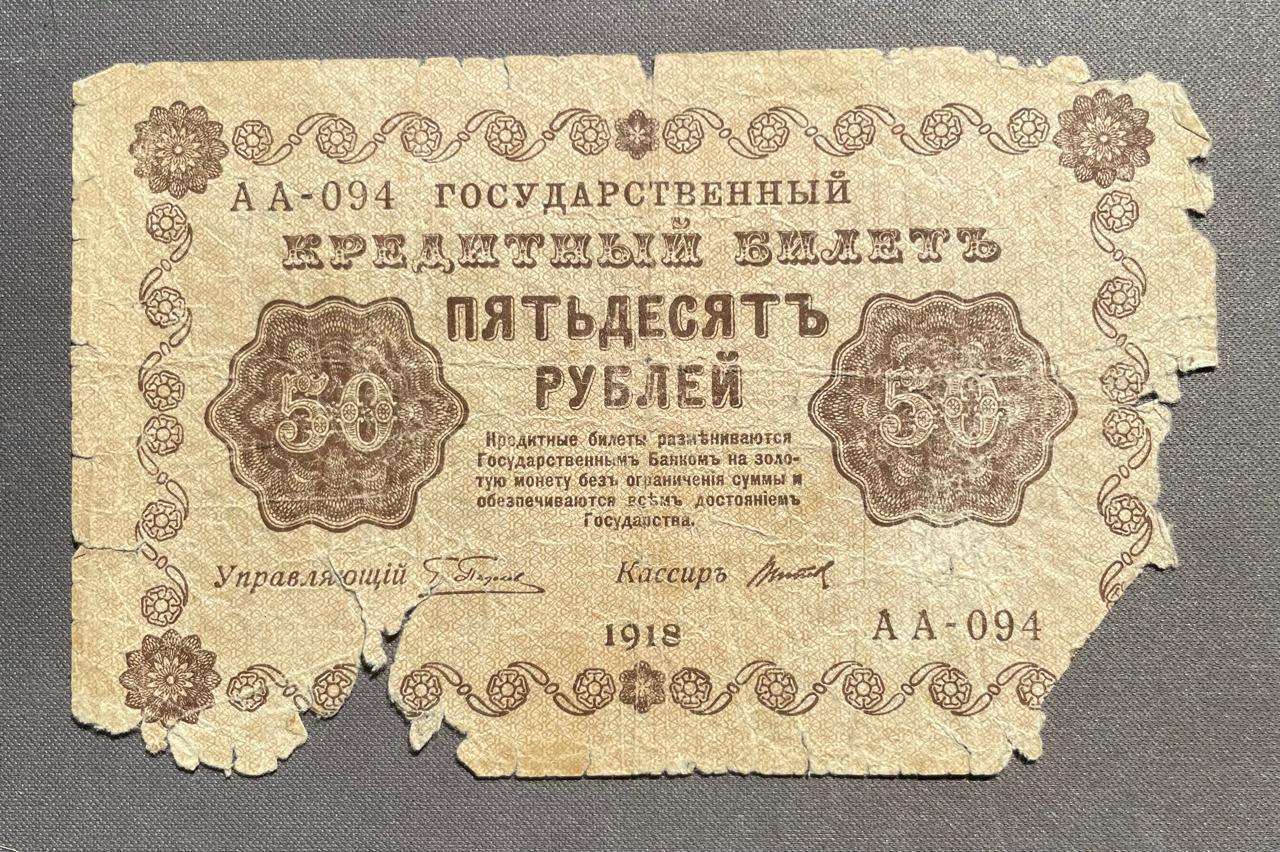 АА-094 ГОСУДАРСТВЕННЫЙ
КРЕДИТНЫЙ БИЛЕТЪ
ПЯТЬДЕСЯТЪ
РУБЛЕЙ
50
50
Кредитные билеты размѣниваются
Государственнымъ Банкомъ на золо-
тую монету безъ ограниченія суммы и
обезпечиваются всѣмъ достояніемъ
Государства.
Управляющій Кассиръ
1918
АА-094